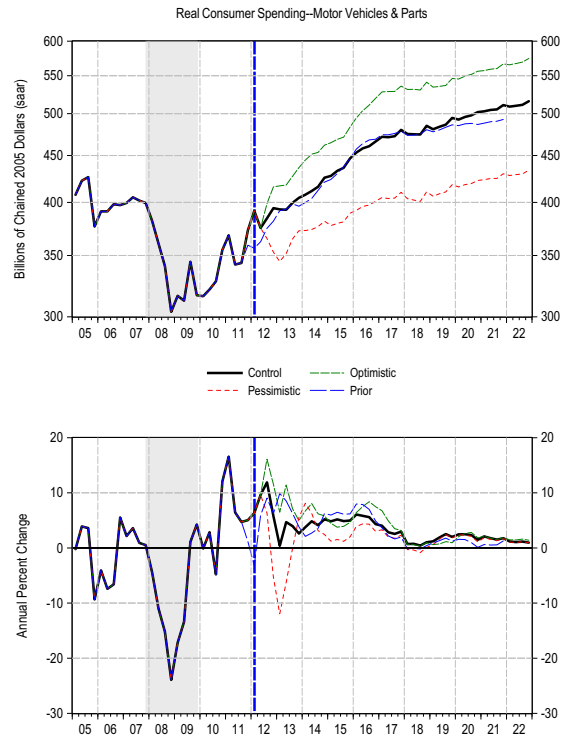 Real Consumer Spending--Motor Vehicles & Parts
Billions of Chained 2005 Dollars (saar)
600 600
550 550
500 500
450 450
400 400
350 350
300 300
05 06 07 08 09 10 11 12 13 14 15 16 17 18 19 20 21 22
Control Optimistic
Pessimistic Prior
Annual Percent Change
20 20
10 10
0 0
-10 -10
-20 -20
-30 -30
05 06 07 08 09 10 11 12 13 14 15 16 17 18 19 20 21 22